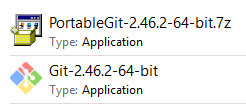 PortableGit-2.46.2-64-bit.7z
Type: Application
Git-2.46.2-64-bit
Type: Application